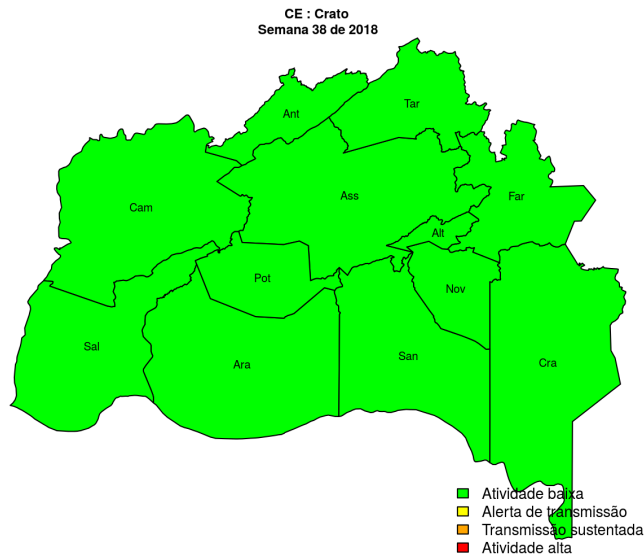 CE : Crato
Semana 38 de 2018
Ant
Tar
Cam
Ass
Far
Alt
Pot
Nov
Sal
Ara
San
Cra
Atividade baixa
Alerta de transmissão
Transmissão sustentada
Atividade alta